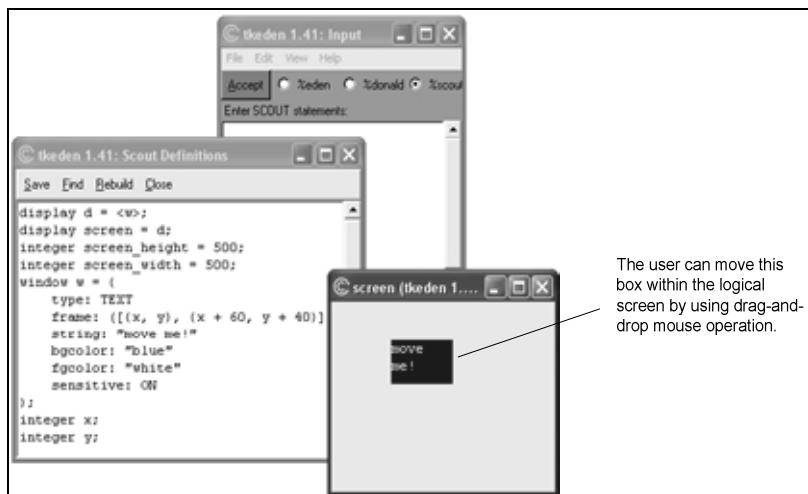 tkeden 1.41: Input
File Edit View Help
Accept %eden %donald %scout
Enter SCOUT statements:
tkeden 1.41: Scout Definitions
Save Find Rebuild Close
display d = <w>;
display screen = d;
integer screen_height = 500;
integer screen_width = 500;
window w = {
type: TEXT
frame: ([(x, y), (x + 60, y + 40)]
string: "move me!"
bgcolor: "blue"
fgcolor: "white"
sensitive: ON
};
integer x;
integer y;
screen (tkeden 1....
move
me!
The user can move this
box within the logical
screen by using drag-and-
drop mouse operation.